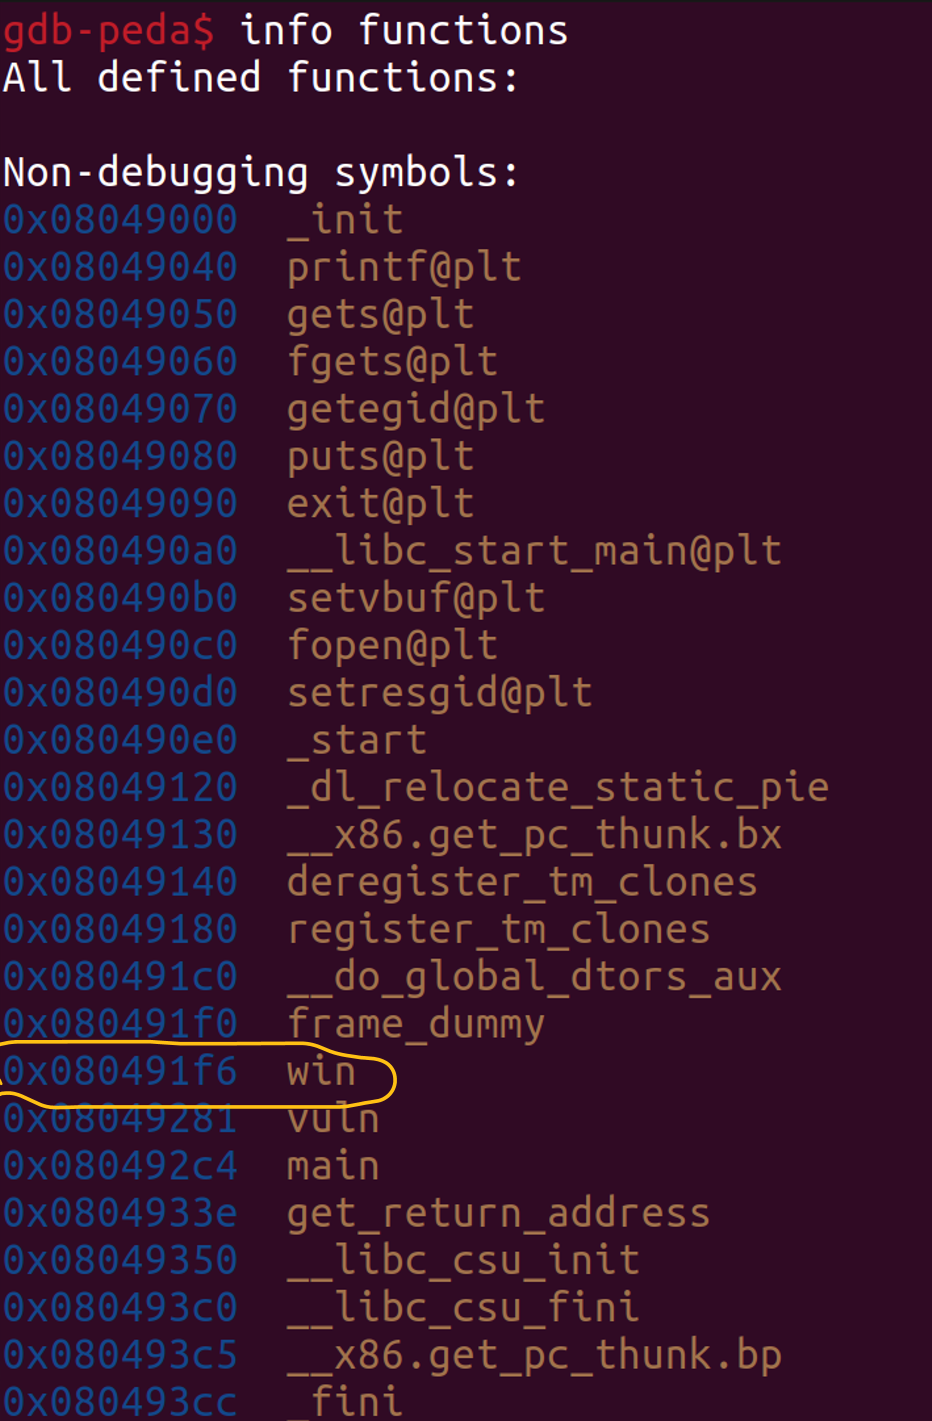 gdb-peda$ info functions
All defined functions:
Non-debugging symbols:
0x08049000 _init
0x08049040 printf@plt
0x08049050 gets@plt
0x08049060 fgets@plt
0x08049070 getegid@plt
0x08049080 puts@plt
0x08049090 exit@plt
0x080490a0 __libc_start_main@plt
0x080490b0 setvbuf@plt
0x080490c0 fopen@plt
0x080490d0 setresgid@plt
0x080490e0 _start
0x08049120 _dl_relocate_static_pie
0x08049130 __x86.get_pc_thunk.bx
0x08049140 deregister_tm_clones
0x08049180 register_tm_clones
0x080491c0 __do_global_dtors_aux
0x080491f0 frame_dummy
0x080491f6 win
0x08049281 vuln
0x080492c4 main
0x0804933e get_return_address
0x08049350 __libc_csu_init
0x080493c0 __libc_csu_fini
0x080493c5 __x86.get_pc_thunk.bp
0x080493cc _fini